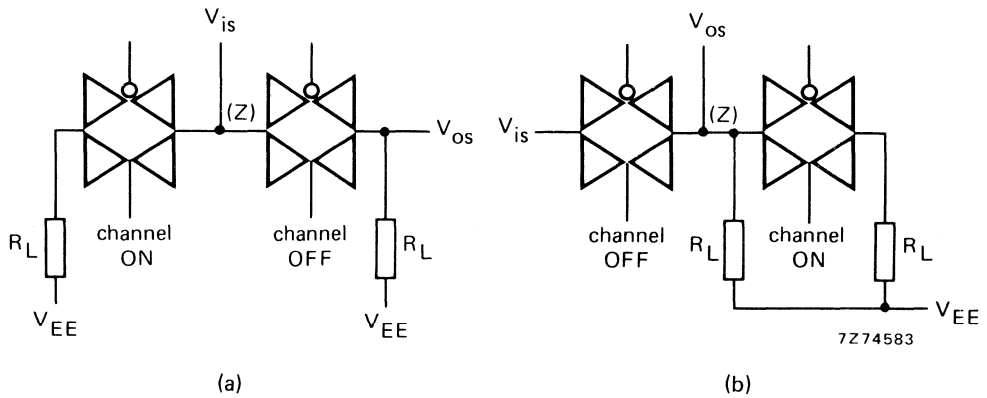 V_is
(Z)
V_os
R_L
channel
ON
channel
OFF
R_L
V_EE
V_EE
(a)
V_os
V_is
(Z)
channel
OFF
R_L
channel
ON
R_L
V_EE
7Z74583
(b)